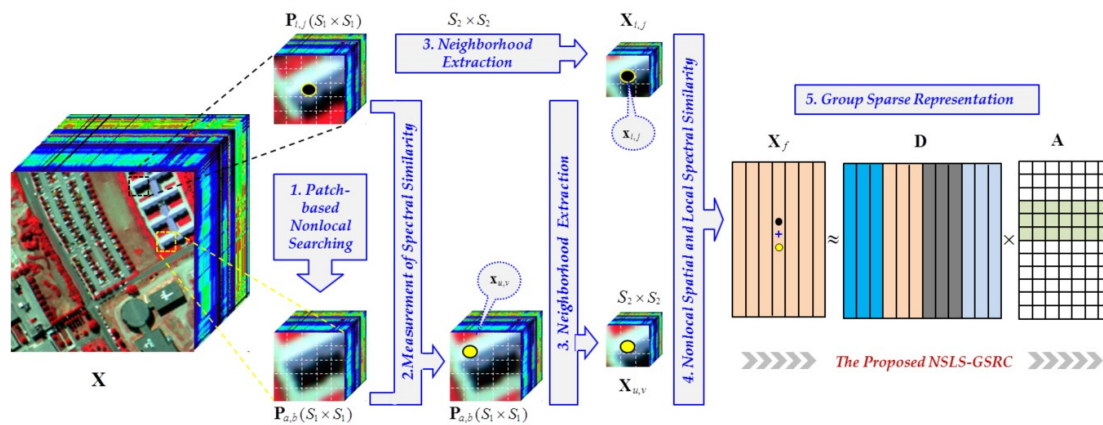 P_{i,j}(S_1 × S_1)
S_2 × S_2
X_{i,j}
3. Neighborhood
Extraction
x_{i,j}
1. Patch-
based
Nonlocal
Searching
2.Measurement of Spectral Similarity
x_{u,v}
3. Neighborhood Extraction
S_2 × S_2
4. Nonlocal Spatial and Local Spectral Similarity
5. Group Sparse Representation
X_f
D
A
+
≈
×
X
P_{a,b}(S_1 × S_1)
P_{a,b}(S_1 × S_1)
X_{u,v}
The Proposed NSLS-GSRC